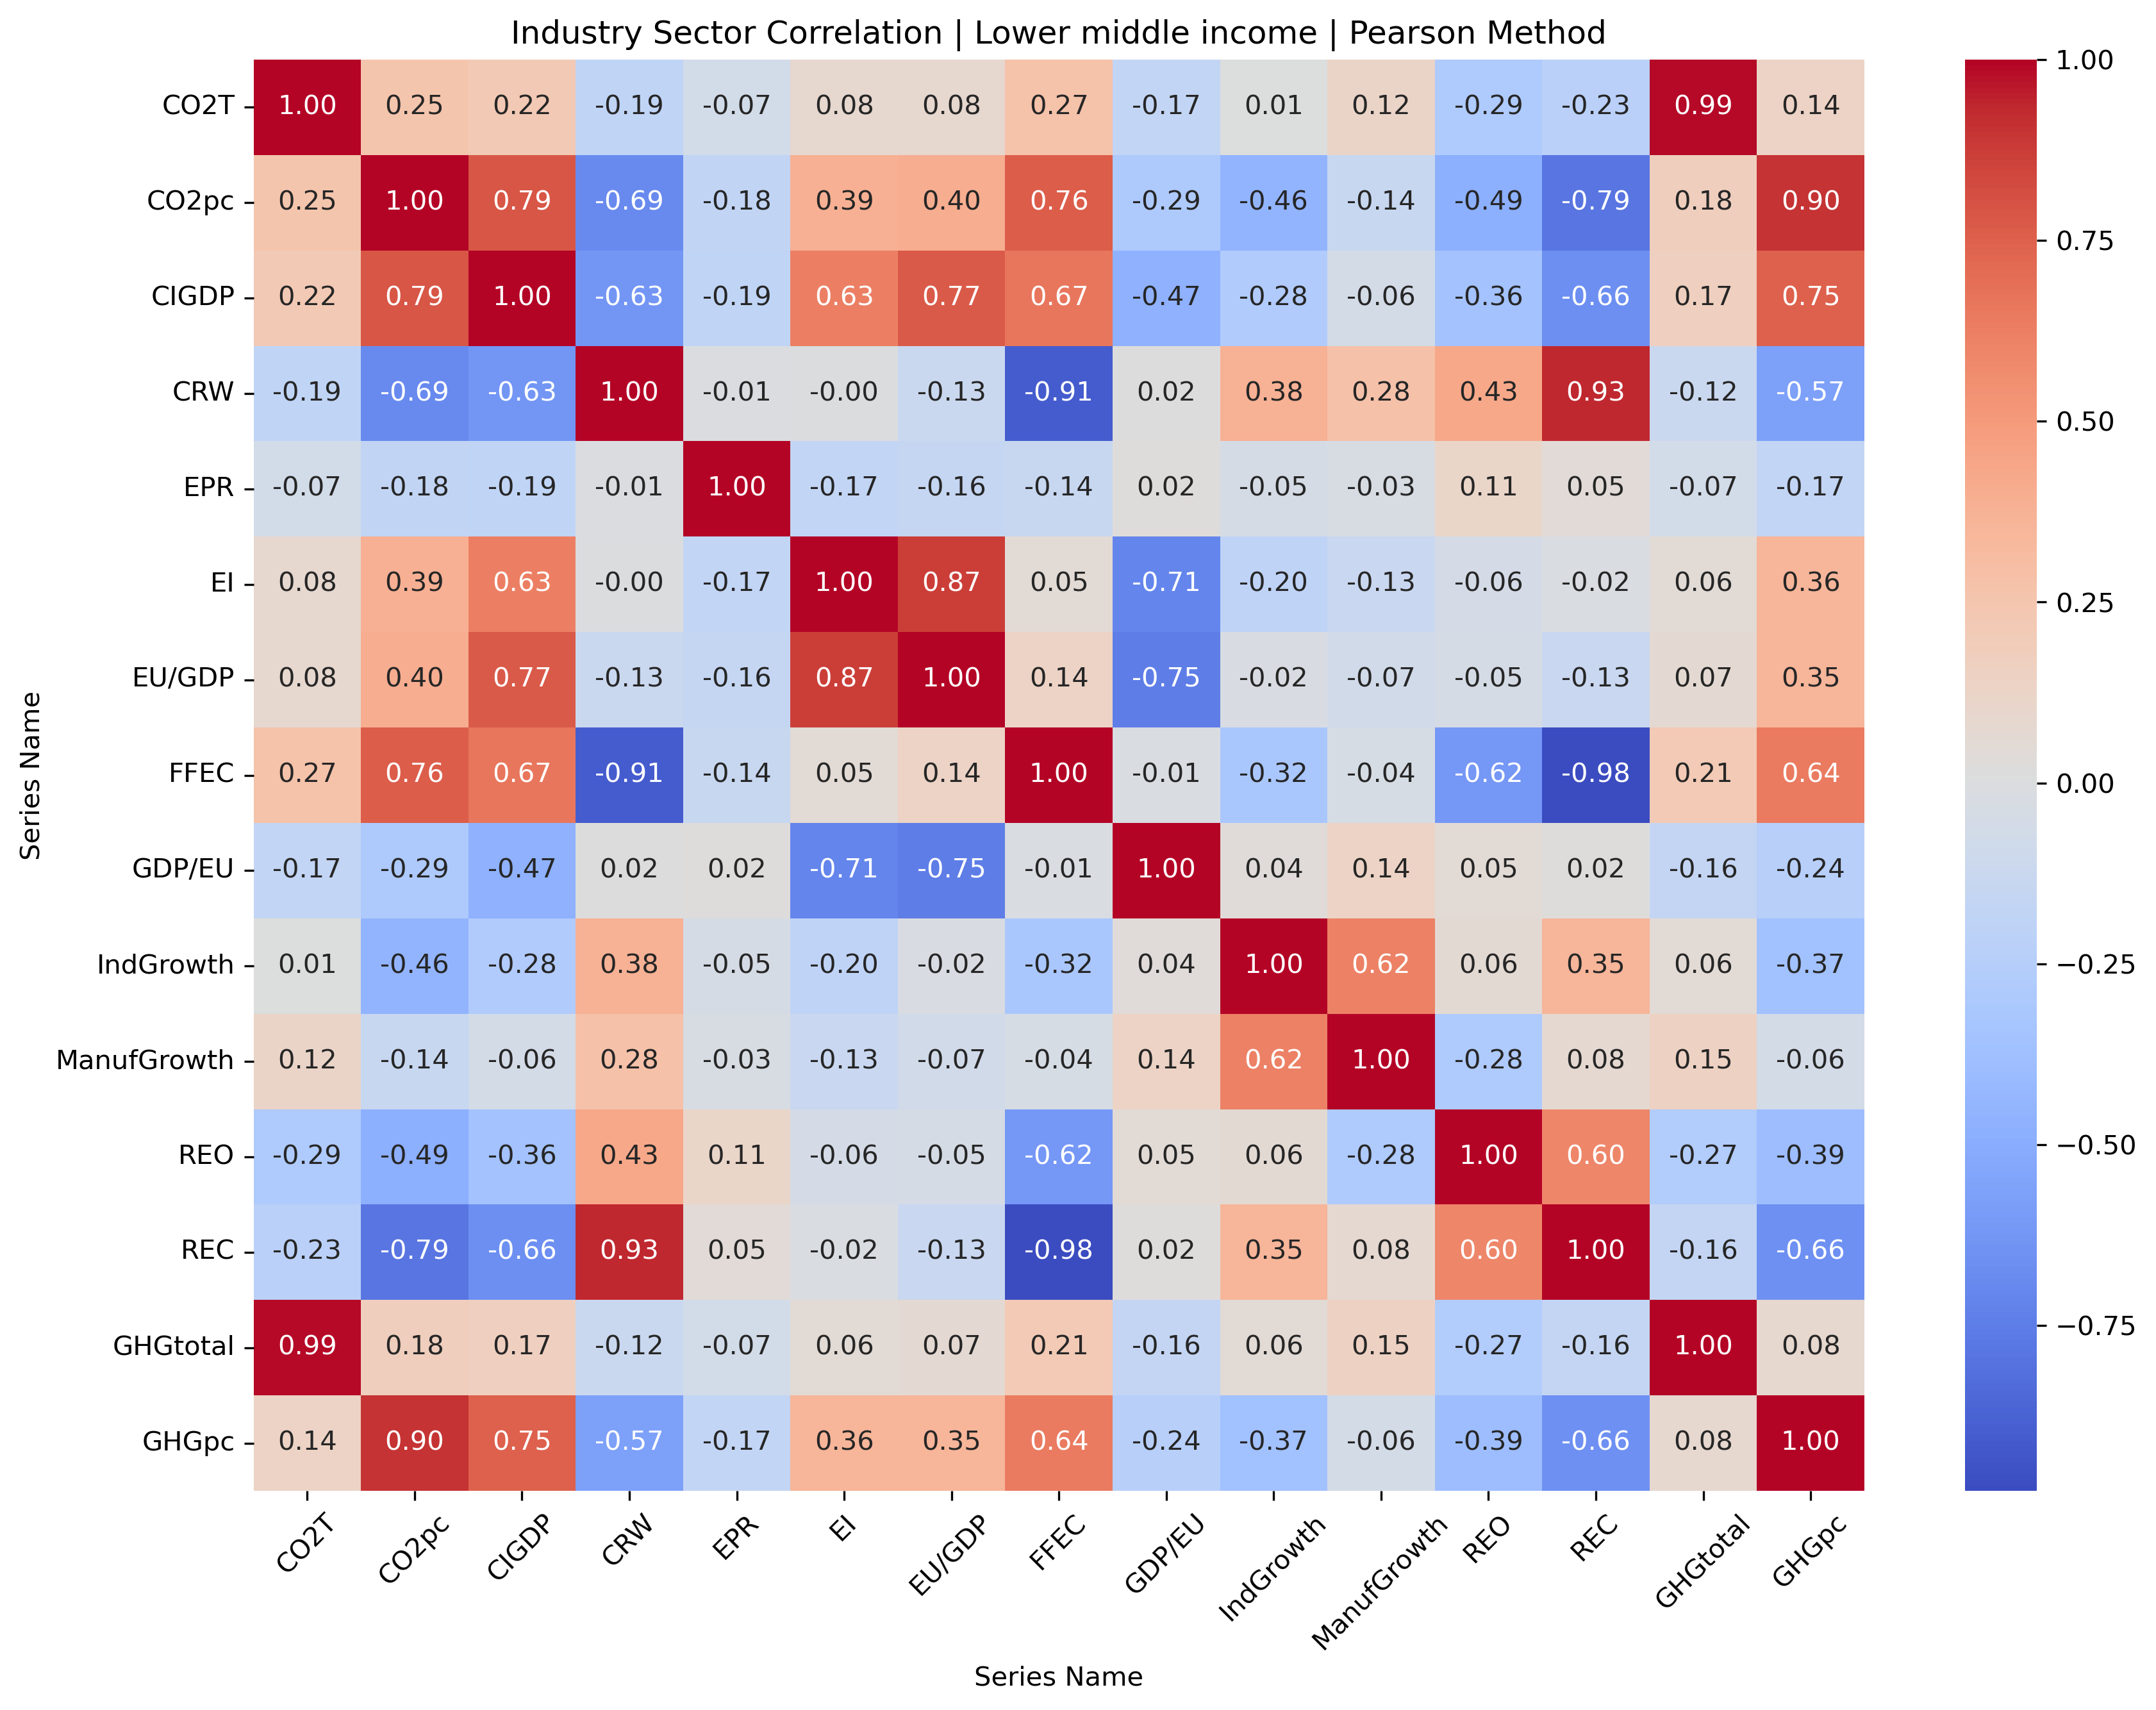 Industry Sector Correlation | Lower middle income | Pearson Method
CO2T 1.00 0.25 0.22 -0.19 -0.07 0.08 0.08 0.27 -0.17 0.01 0.12 -0.29 -0.23 0.99 0.14
CO2pc 0.25 1.00 0.79 -0.69 -0.18 0.39 0.40 0.76 -0.29 -0.46 -0.14 -0.49 -0.79 0.18 0.90
CIGDP 0.22 0.79 1.00 -0.63 -0.19 0.63 0.77 0.67 -0.47 -0.28 -0.06 -0.36 -0.66 0.17 0.75
CRW -0.19 -0.69 -0.63 1.00 -0.01 -0.00 -0.13 -0.91 0.02 0.38 0.28 0.43 0.93 -0.12 -0.57
EPR -0.07 -0.18 -0.19 -0.01 1.00 -0.17 -0.16 -0.14 0.02 -0.05 -0.03 0.11 0.05 -0.07 -0.17
EI 0.08 0.39 0.63 -0.00 -0.17 1.00 0.87 0.05 -0.71 -0.20 -0.13 -0.06 -0.02 0.06 0.36
EU/GDP 0.08 0.40 0.77 -0.13 -0.16 0.87 1.00 0.14 -0.75 -0.02 -0.07 -0.05 -0.13 0.07 0.35
FFEC 0.27 0.76 0.67 -0.91 -0.14 0.05 0.14 1.00 -0.01 -0.32 -0.04 -0.62 -0.98 0.21 0.64
GDP/EU -0.17 -0.29 -0.47 0.02 0.02 -0.71 -0.75 -0.01 1.00 0.04 0.14 0.05 0.02 -0.16 -0.24
IndGrowth 0.01 -0.46 -0.28 0.38 -0.05 -0.20 -0.02 -0.32 0.04 1.00 0.62 0.06 0.35 0.06 -0.37
ManufGrowth 0.12 -0.14 -0.06 0.28 -0.03 -0.13 -0.07 -0.04 0.14 0.62 1.00 -0.28 0.08 0.15 -0.06
REO -0.29 -0.49 -0.36 0.43 0.11 -0.06 -0.05 -0.62 0.05 0.06 -0.28 1.00 0.60 -0.27 -0.39
REC -0.23 -0.79 -0.66 0.93 0.05 -0.02 -0.13 -0.98 0.02 0.35 0.08 0.60 1.00 -0.16 -0.66
GHGtotal 0.99 0.18 0.17 -0.12 -0.07 0.06 0.07 0.21 -0.16 0.06 0.15 -0.27 -0.16 1.00 0.08
GHGpc 0.14 0.90 0.75 -0.57 -0.17 0.36 0.35 0.64 -0.24 -0.37 -0.06 -0.39 -0.66 0.08 1.00
CO2T CO2pc CIGDP CRW EPR EI EU/GDP FFEC GDP/EU IndGrowth ManufGrowth REO REC GHGtotal GHGpc
Series Name
Series Name
1.00
0.75
0.50
0.25
0.00
−0.25
−0.50
−0.75